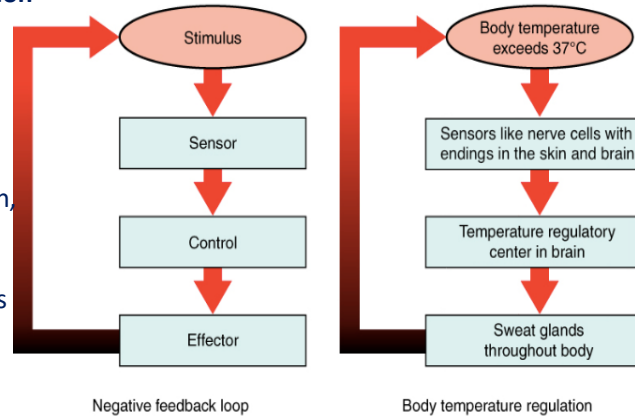 Stimulus
Sensor
Control
Effector
Negative feedback loop
Body temperature
exceeds 37°C
Sensors like nerve cells with
endings in the skin and brain
Temperature regulatory
center in brain
Sweat glands
throughout body
Body temperature regulation